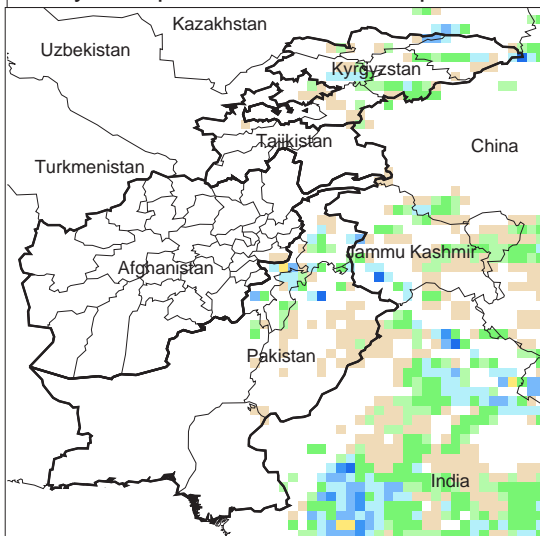 Kazakhstan
Uzbekistan
Kyrgyzstan
Tajikistan
China
Turkmenistan
Jammu Kashmir
Afghanistan
Pakistan
India